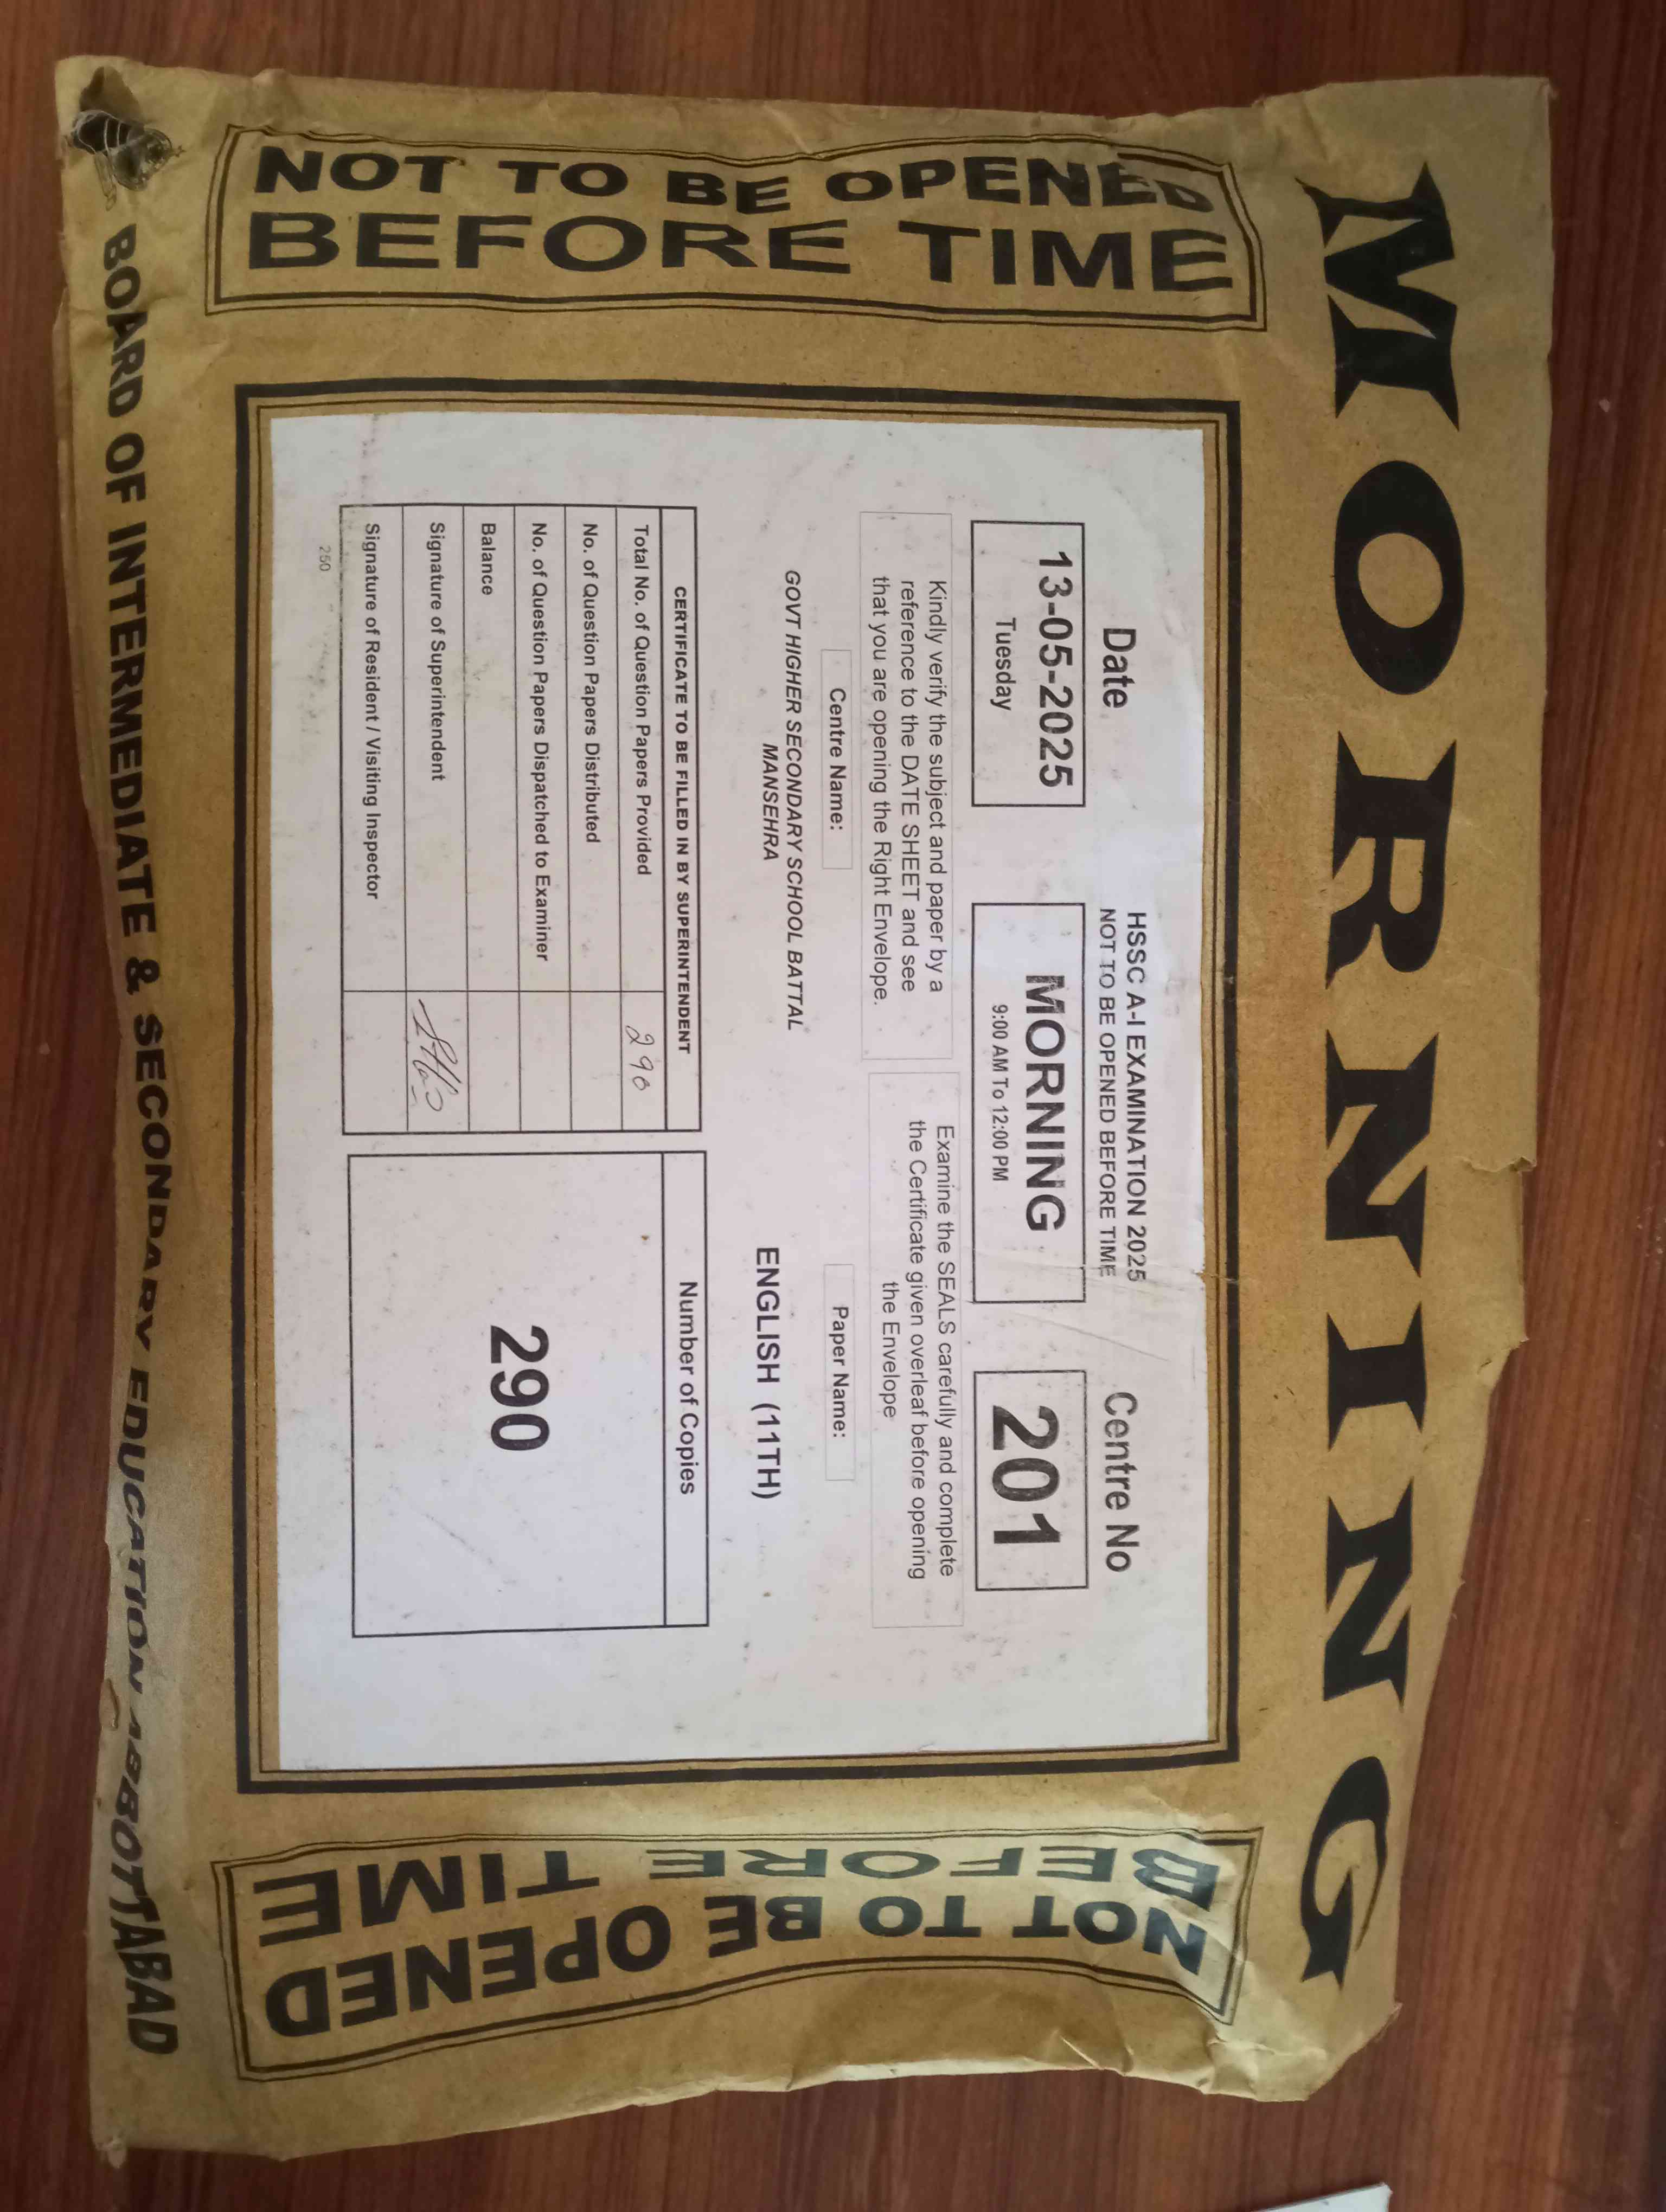 MORNING
NOT TO BE OPENED
BEFORE TIME
Date
13-05-2025
Tuesday
HSSC A-I EXAMINATION 2025
NOT TO BE OPENED BEFORE TIME
MORNING
9:00 AM To 12:00 PM
Centre No
201
Kindly verify the subject and paper by a
reference to the DATE SHEET and see
that you are opening the Right Envelope.
Examine the SEALS carefully and complete
the Certificate given overleaf before opening
the Envelope
Centre Name:
GOVT HIGHER SECONDARY SCHOOL BATTAL
MANSEHRA
Paper Name:
ENGLISH (11TH)
CERTIFICATE TO BE FILLED IN BY SUPERINTENDENT
Total No. of Question Papers Provided 290
No. of Question Papers Distributed
No. of Question Papers Dispatched to Examiner
Balance
Signature of Superintendent
Signature of Resident / Visiting Inspector
250
Number of Copies
290
NOT TO BE OPENED
BEFORE TIME
BOARD OF INTERMEDIATE & SECONDARY EDUCATION ABBOTTABAD